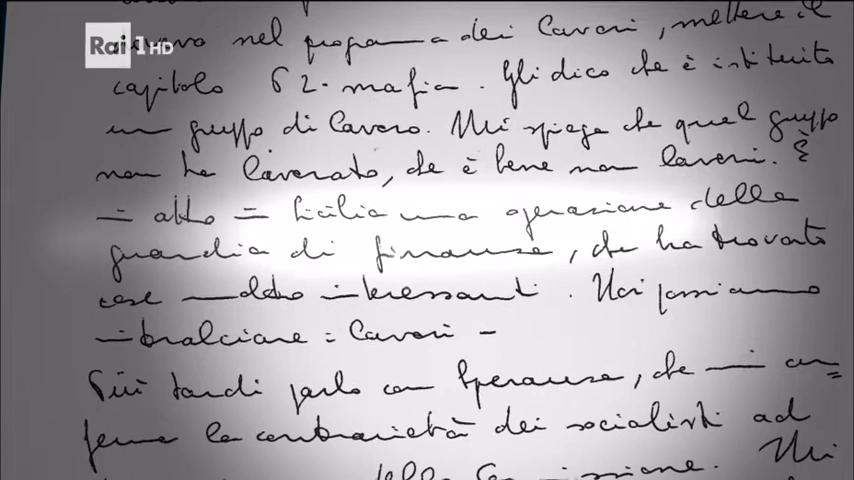 Rai 1 HD
nel programma dei lavori, mettere il
capitolo P2-mafia. Gli dico che è istituito
un gruppo di lavoro. Mi spiega che quel gruppo
non ha lavorato, che è bene non lavori. È
in atto in Sicilia una operazione della
guardia di finanza, che ha trovato
cose molto interessanti. Noi possiamo
intralciare i lavori -
Più tardi parlo con Speranza, che mi con=
ferma la contrarietà dei socialisti ad
della Commissione. Mi